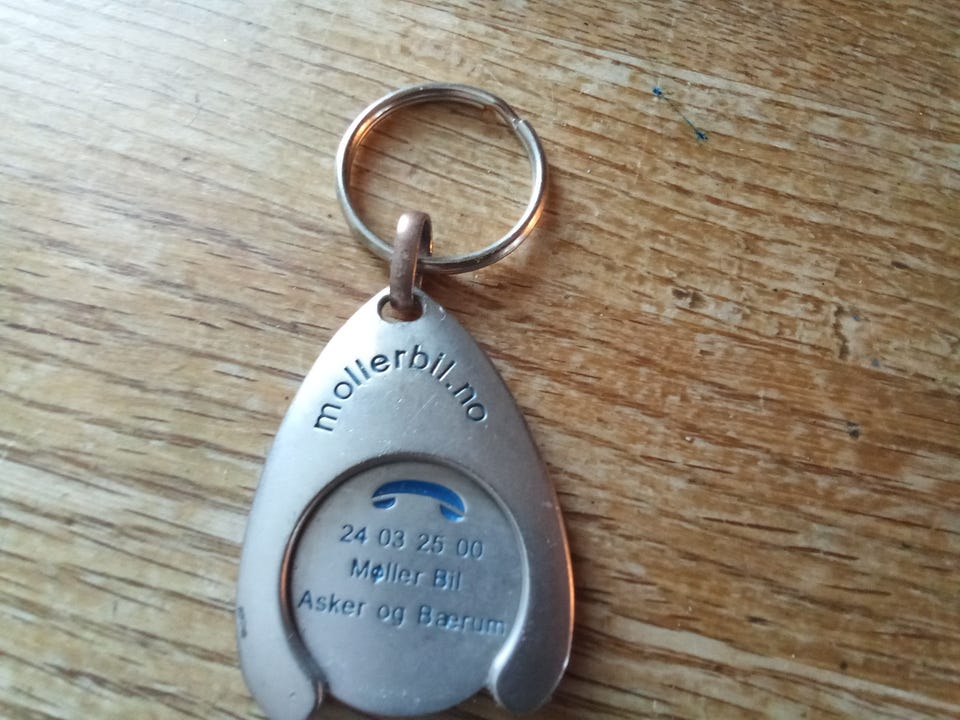 mollerbil.no
24 03 25 00
Møller Bil
Asker og Bærum